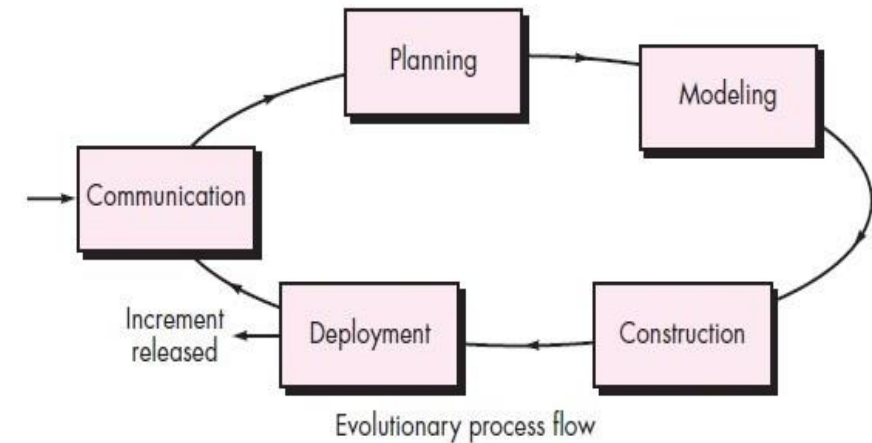 Planning
Modeling
Communication
Increment
released
Deployment
Construction
Evolutionary process flow